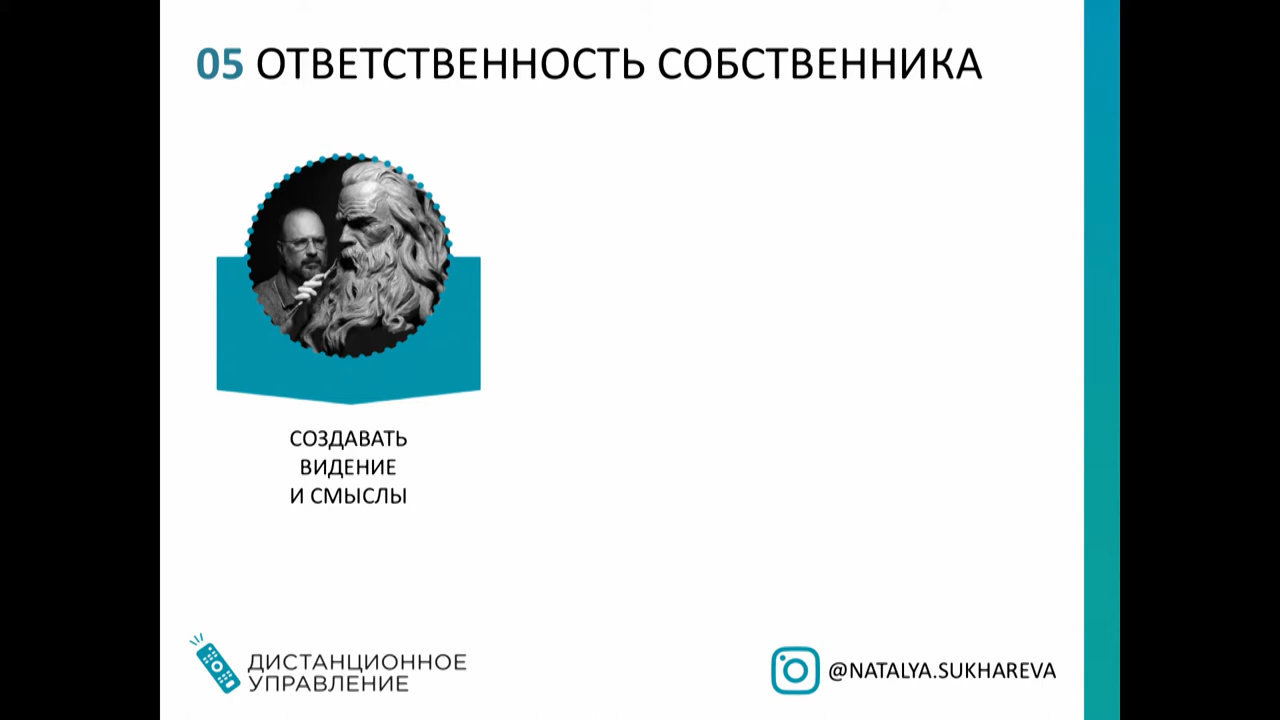 05 ОТВЕТСТВЕННОСТЬ СОБСТВЕННИКА
СОЗДАВАТЬ
ВИДЕНИЕ
И СМЫСЛЫ
ДИСТАНЦИОННОЕ
УПРАВЛЕНИЕ
@NATALYA.SUKHAREVA